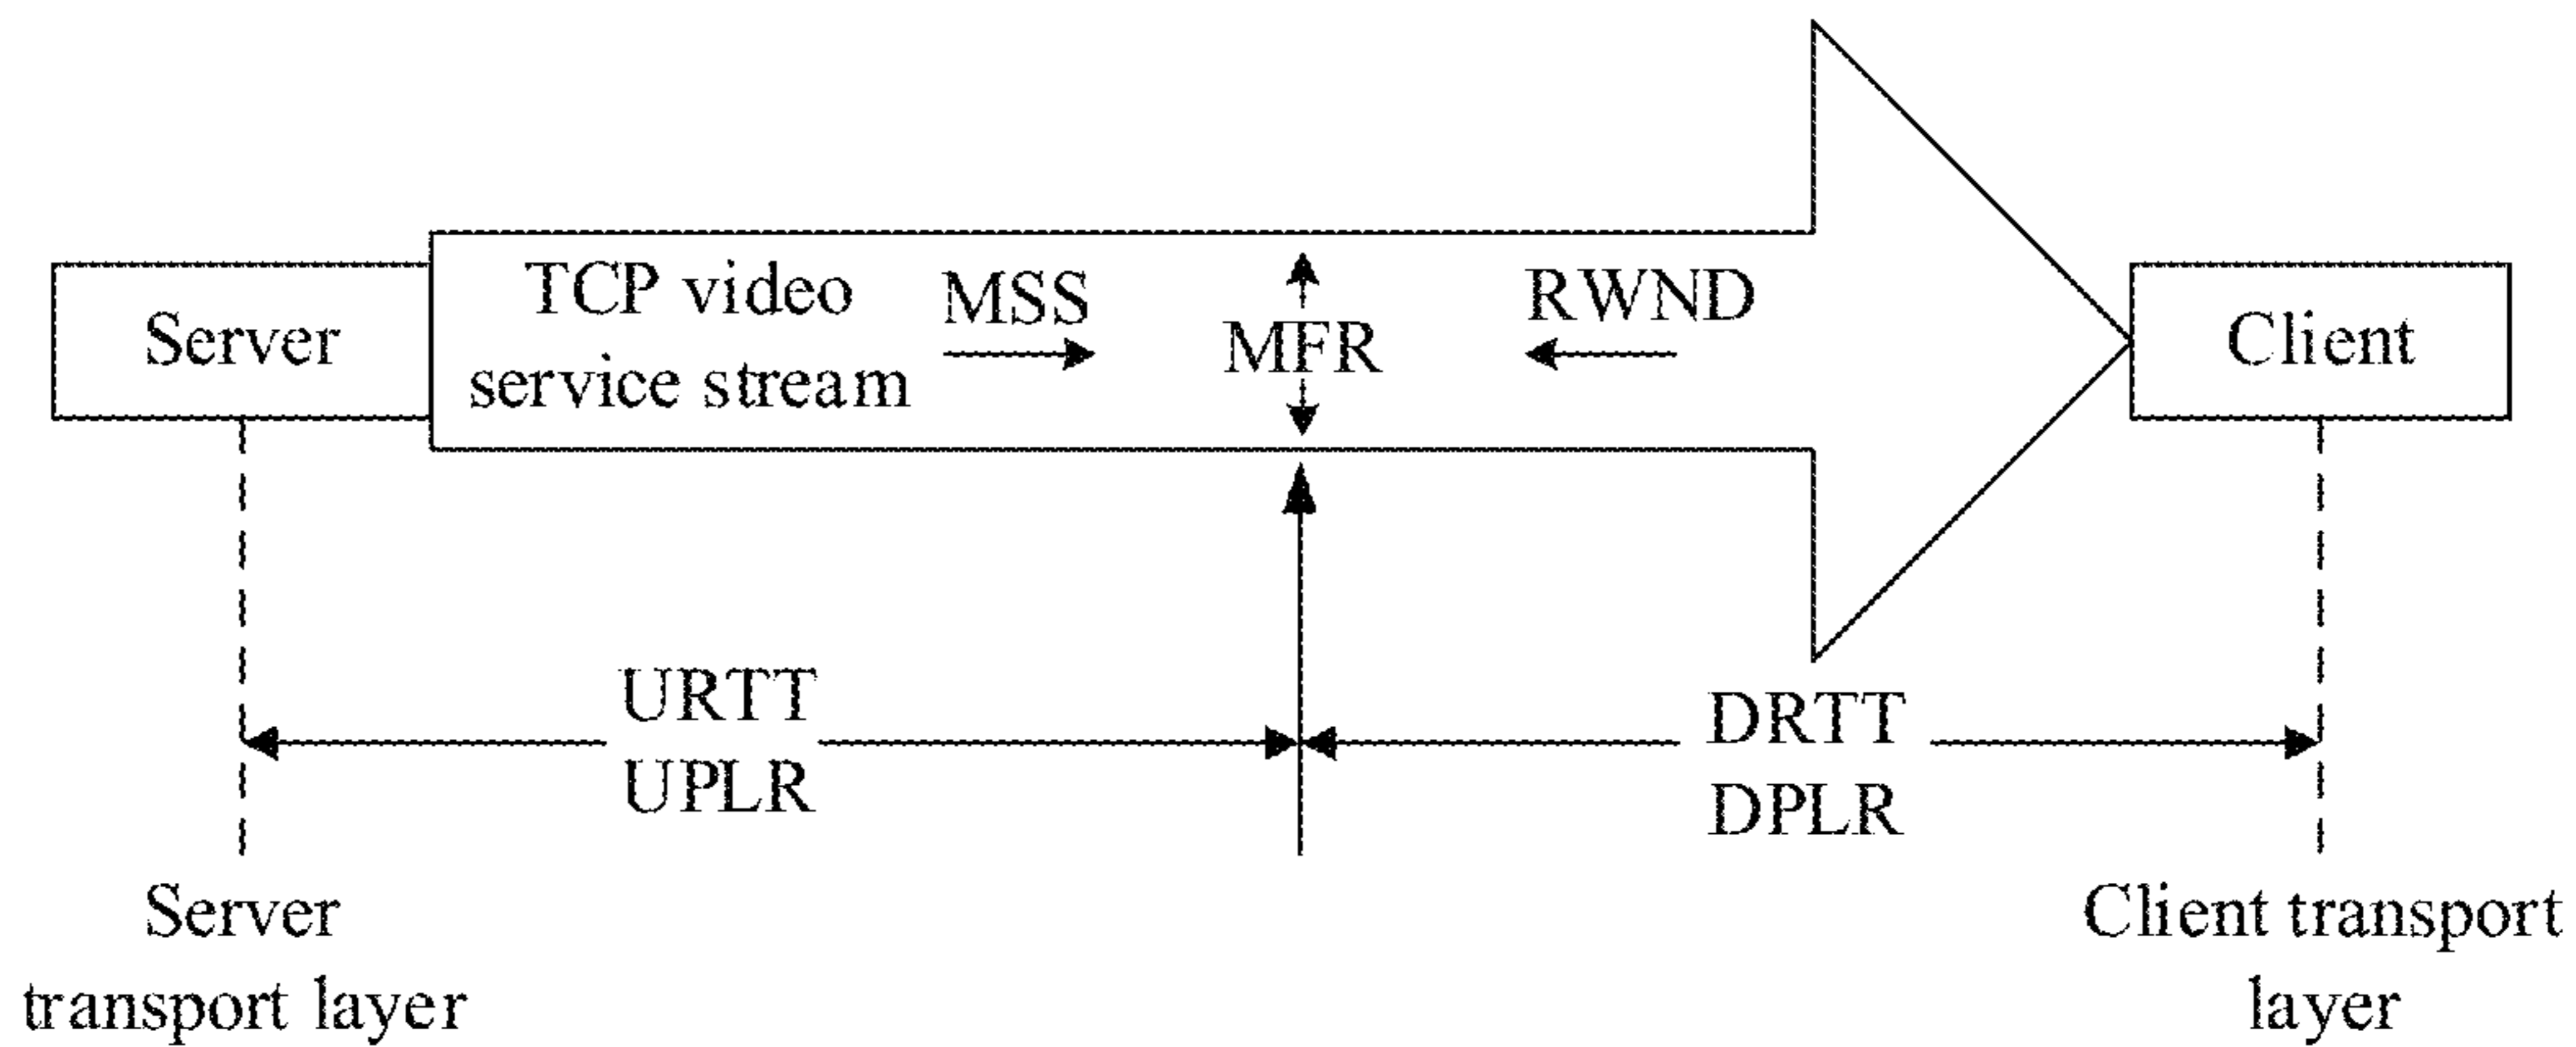 Server
TCP video
service stream
MSS
MFR
RWND
Client
URTT
UPLR
DRTT
DPLR
Server
transport layer
Client transport
layer